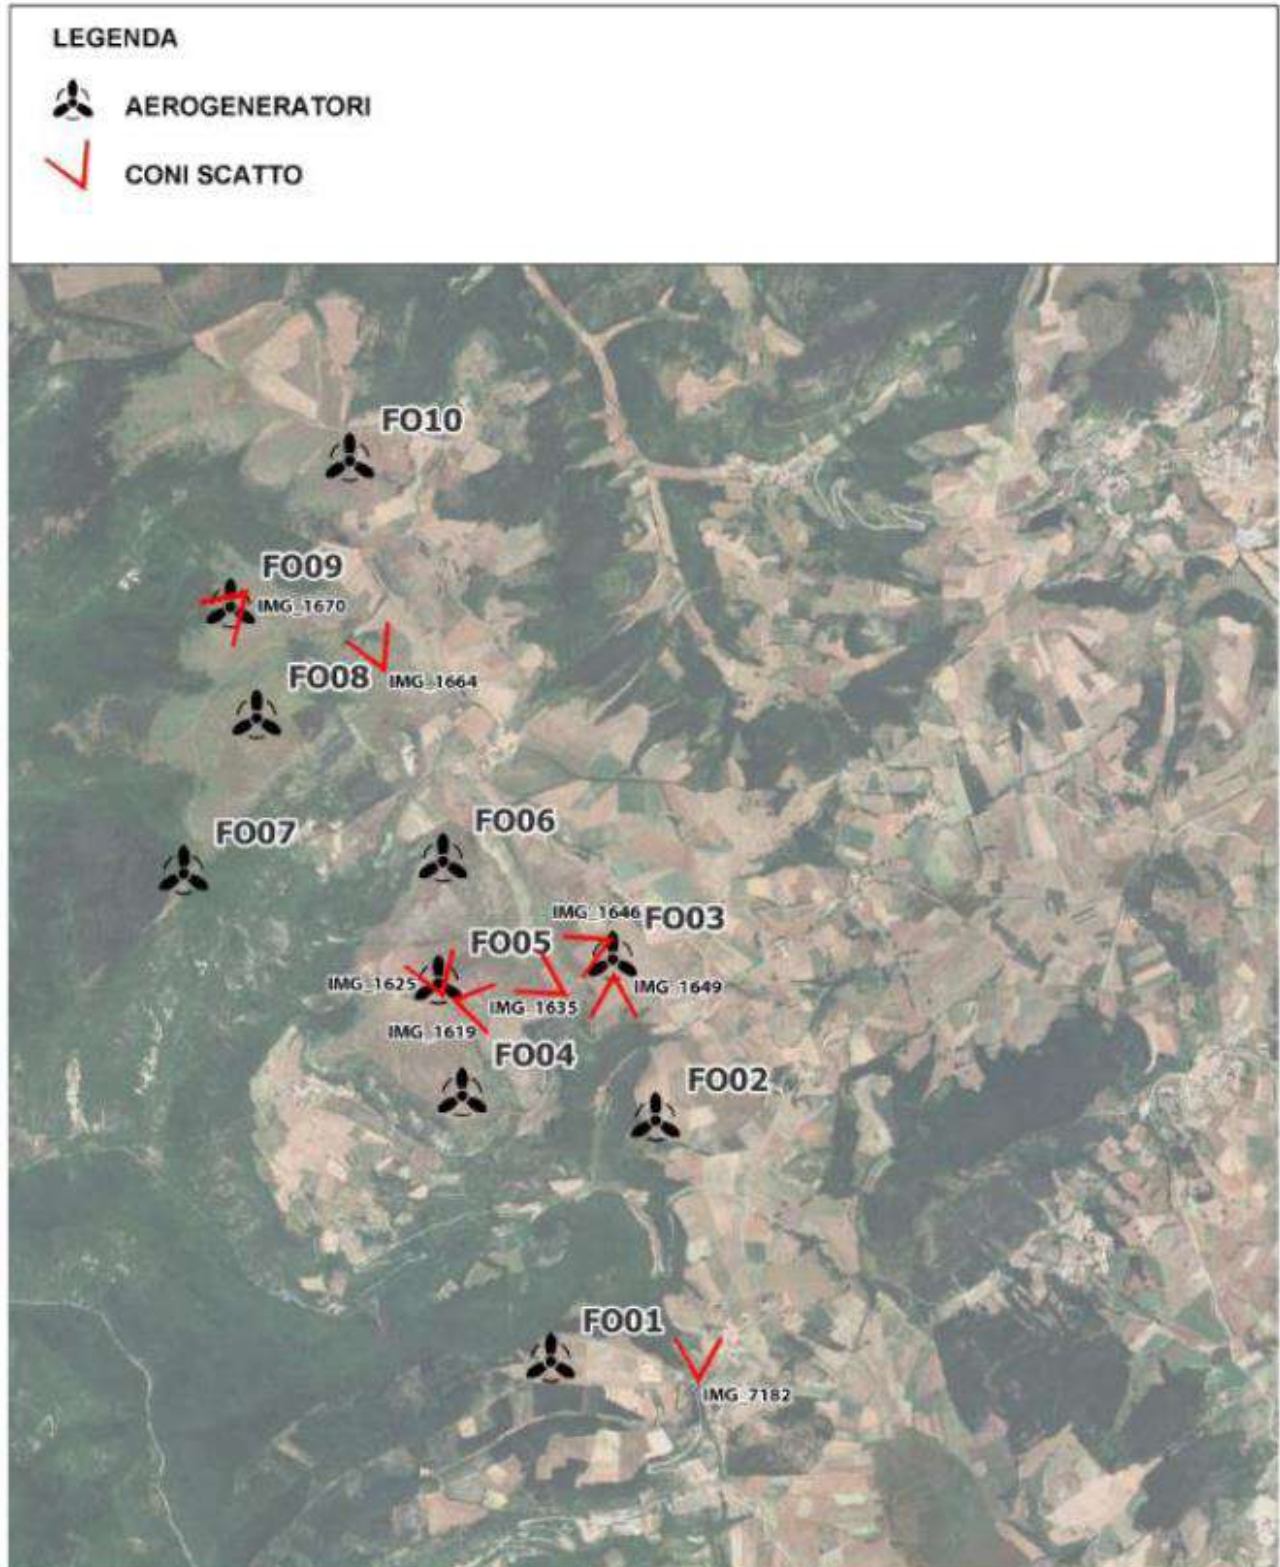 LEGENDA
AEROGENERATORI
CONI SCATTO
FO10
FO09
IMG_1670
FO08
IMG_1664
FO06
FO07
IMG_1646
FO03
FO05
IMG_1625
IMG_1649
IMG_1635
IMG_1619
FO04
FO02
FO01
IMG_7182